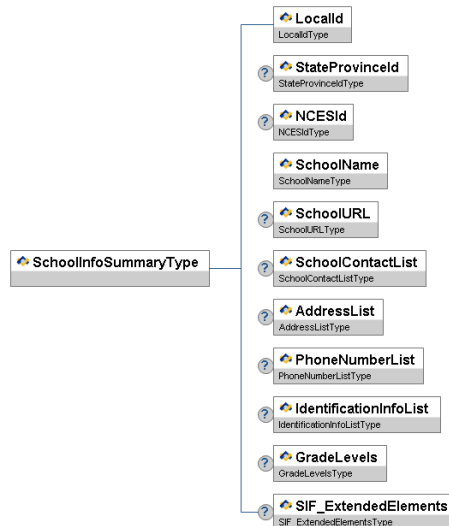 LocalId
LocalIdType
? StateProvinceId
StateProvinceIdType
? NCESId
NCESIdType
SchoolName
SchoolNameType
? SchoolURL
SchoolURLType
SchoolInfoSummaryType
? SchoolContactList
SchoolContactListType
? AddressList
AddressListType
? PhoneNumberList
PhoneNumberListType
? IdentificationInfoList
IdentificationInfoListType
? GradeLevels
GradeLevelsType
? SIF_ExtendedElements
SIF_ExtendedElementsType